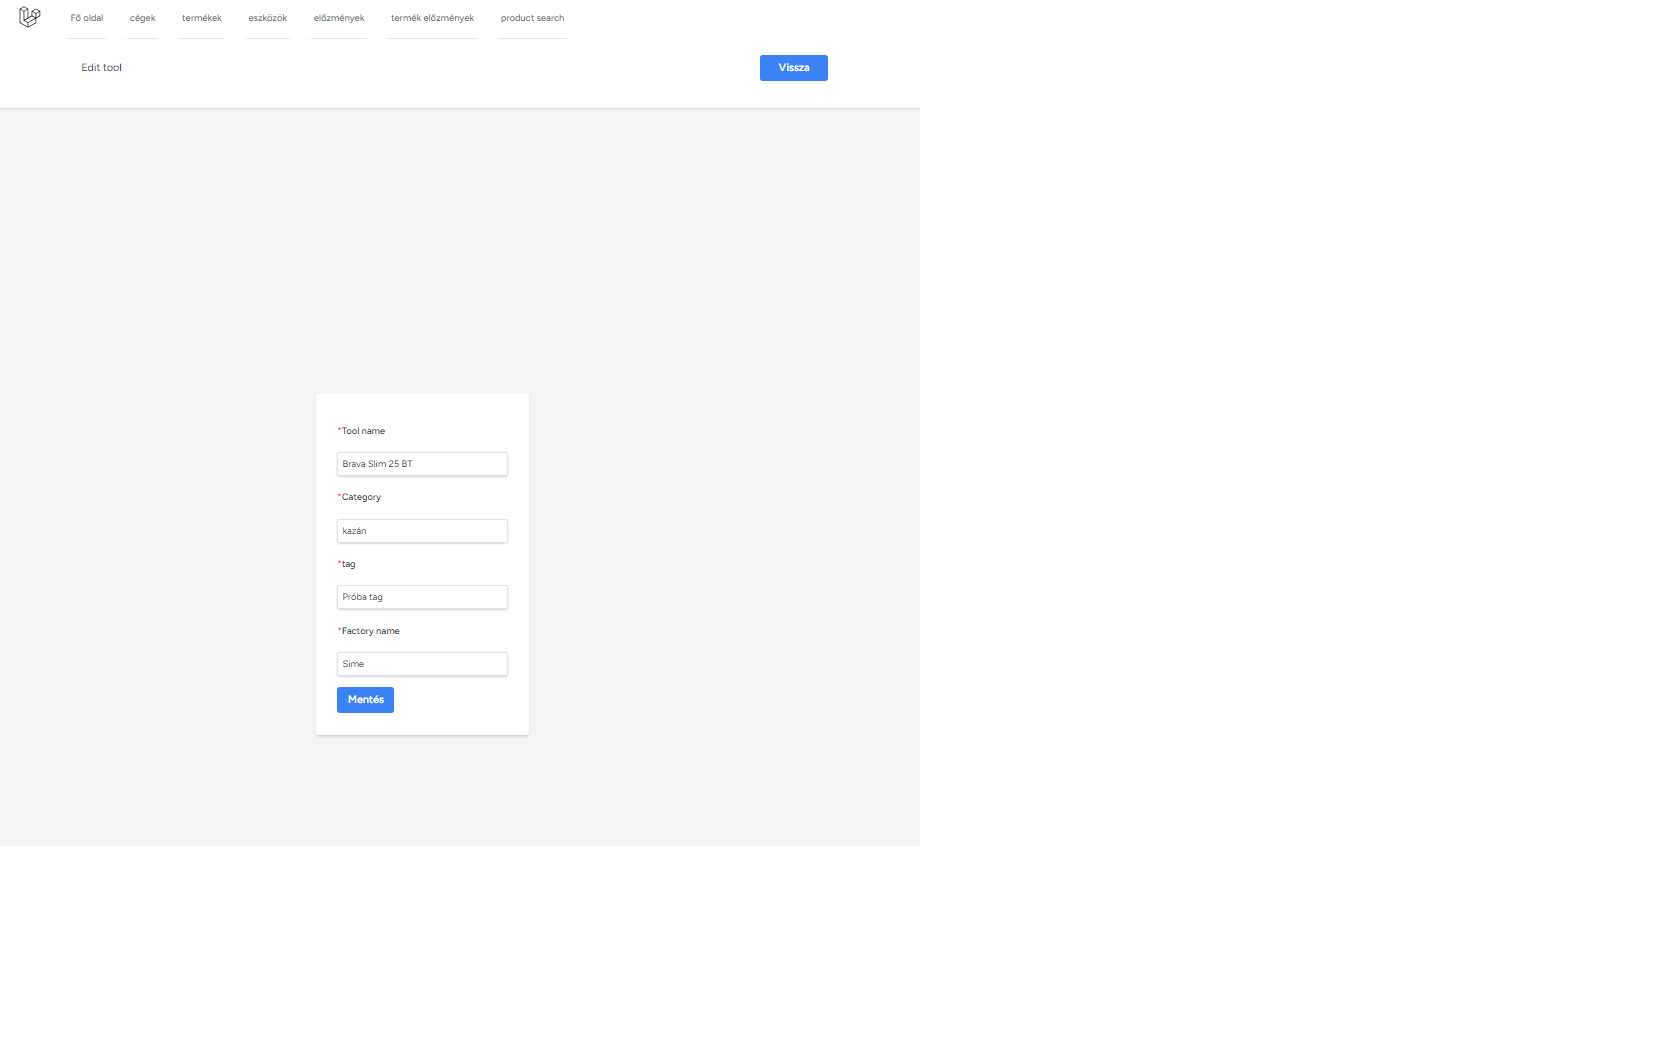 Fő oldal cégek termékek eszközök előzmények termék előzmények product search
Edit tool Vissza
*Tool name
Brava Slim 25 BT
*Category
kazán
*tag
Próba tag
*Factory name
Sime
Mentés